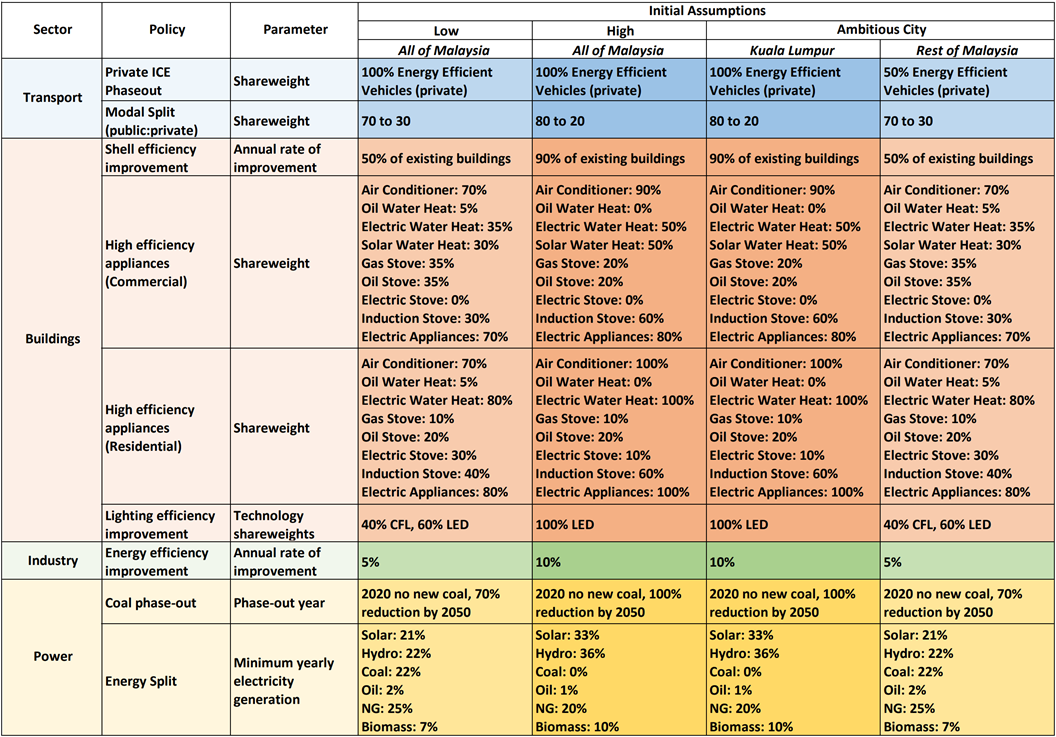 Sector
Policy
Parameter
Initial Assumptions
Low
High
Ambitious City
All of Malaysia
All of Malaysia
Kuala Lumpur
Rest of Malaysia
Transport
Private ICE
Phaseout
Shareweight
100% Energy Efficient
Vehicles (private)
100% Energy Efficient
Vehicles (private)
100% Energy Efficient
Vehicles (private)
50% Energy Efficient
Vehicles (private)
Modal Split
(public:private)
Shareweight
70 to 30
80 to 20
80 to 20
70 to 30
Buildings
Shell efficiency
improvement
Annual rate of
improvement
50% of existing buildings
90% of existing buildings
90% of existing buildings
50% of existing buildings
High efficiency
appliances
(Commercial)
Shareweight
Air Conditioner: 70%
Oil Water Heat: 5%
Electric Water Heat: 35%
Solar Water Heat: 30%
Gas Stove: 35%
Oil Stove: 35%
Electric Stove: 0%
Induction Stove: 30%
Electric Appliances: 70%
Air Conditioner: 90%
Oil Water Heat: 0%
Electric Water Heat: 50%
Solar Water Heat: 50%
Gas Stove: 20%
Oil Stove: 20%
Electric Stove: 0%
Induction Stove: 60%
Electric Appliances: 80%
Air Conditioner: 90%
Oil Water Heat: 0%
Electric Water Heat: 50%
Solar Water Heat: 50%
Gas Stove: 20%
Oil Stove: 20%
Electric Stove: 0%
Induction Stove: 60%
Electric Appliances: 80%
Air Conditioner: 70%
Oil Water Heat: 5%
Electric Water Heat: 35%
Solar Water Heat: 30%
Gas Stove: 35%
Oil Stove: 35%
Electric Stove: 0%
Induction Stove: 30%
Electric Appliances: 70%
High efficiency
appliances
(Residential)
Shareweight
Air Conditioner: 70%
Oil Water Heat: 5%
Electric Water Heat: 80%
Gas Stove: 10%
Oil Stove: 20%
Electric Stove: 30%
Induction Stove: 40%
Electric Appliances: 80%
Air Conditioner: 100%
Oil Water Heat: 0%
Electric Water Heat: 100%
Gas Stove: 10%
Oil Stove: 20%
Electric Stove: 10%
Induction Stove: 60%
Electric Appliances: 100%
Air Conditioner: 100%
Oil Water Heat: 0%
Electric Water Heat: 100%
Gas Stove: 10%
Oil Stove: 20%
Electric Stove: 10%
Induction Stove: 60%
Electric Appliances: 100%
Air Conditioner: 70%
Oil Water Heat: 5%
Electric Water Heat: 80%
Gas Stove: 10%
Oil Stove: 20%
Electric Stove: 30%
Induction Stove: 40%
Electric Appliances: 80%
Lighting efficiency
improvement
Technology
shareweights
40% CFL, 60% LED
100% LED
100% LED
40% CFL, 60% LED
Industry
Energy efficiency
improvement
Annual rate of
improvement
5%
10%
10%
5%
Power
Coal phase-out
Phase-out year
2020 no new coal, 70%
reduction by 2050
2020 no new coal, 100%
reduction by 2050
2020 no new coal, 100%
reduction by 2050
2020 no new coal, 70%
reduction by 2050
Energy Split
Minimum yearly
electricity
generation
Solar: 21%
Hydro: 22%
Coal: 22%
Oil: 2%
NG: 25%
Biomass: 7%
Solar: 33%
Hydro: 36%
Coal: 0%
Oil: 1%
NG: 20%
Biomass: 10%
Solar: 33%
Hydro: 36%
Coal: 0%
Oil: 1%
NG: 20%
Biomass: 10%
Solar: 21%
Hydro: 22%
Coal: 22%
Oil: 2%
NG: 25%
Biomass: 7%